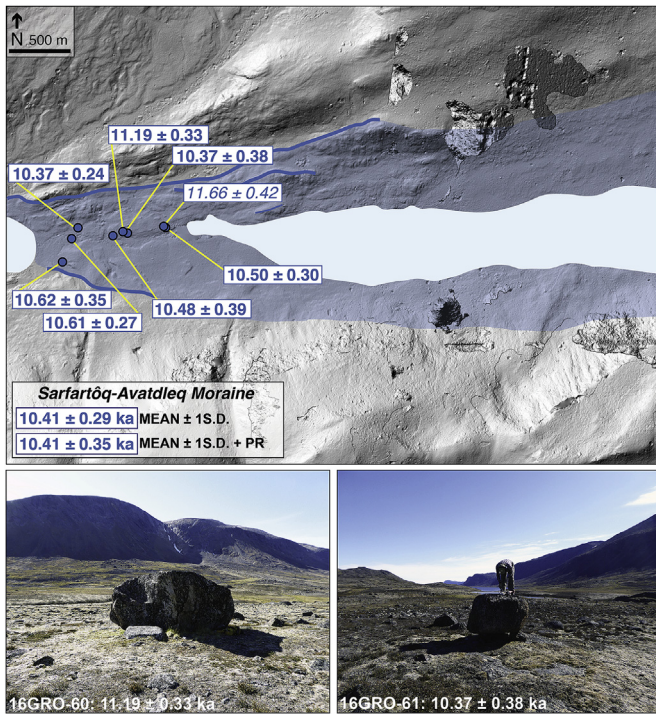 N 500 m
11.19 ± 0.33
10.37 ± 0.38
10.37 ± 0.24
11.66 ± 0.42
10.50 ± 0.30
10.62 ± 0.35
10.48 ± 0.39
10.61 ± 0.27
Sarfartôq-Avatdleq Moraine
10.41 ± 0.29 ka MEAN ± 1S.D.
10.41 ± 0.35 ka MEAN ± 1S.D. + PR
16GRO-60: 11.19 ± 0.33 ka
16GRO-61: 10.37 ± 0.38 ka